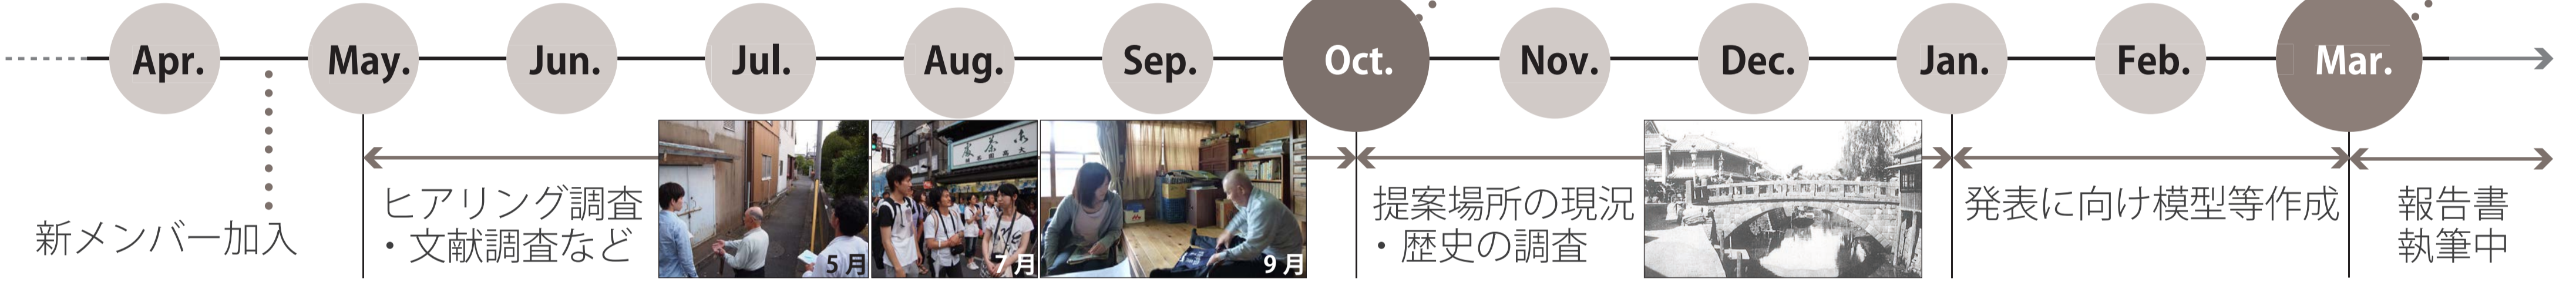 Apr.
May.
Jun.
Jul.
Aug.
Sep.
Oct.
Nov.
Dec.
Jan.
Feb.
Mar.
新メンバー加入
ヒアリング調査
・文献調査など
5月
7月
9月
提案場所の現況
・歴史の調査
発表に向け模型等作成
報告書
執筆中